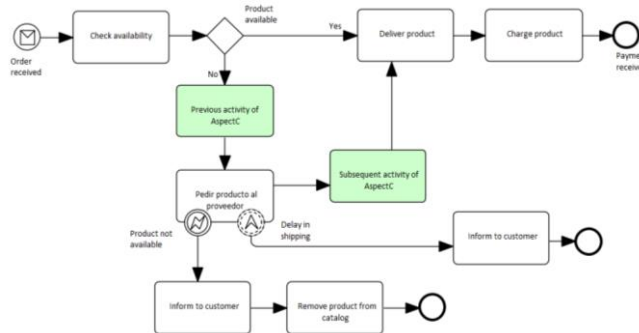 Product
available
Order
received
Check availability
Yes
Deliver product
Charge product
Payme
receive
No
Previous activity of
AspectC
Pedir producto al
proveedor
Subsequent activity of
AspectC
Product not
available
Delay in
shipping
Inform to customer
Inform to customer
Remove product from
catalog